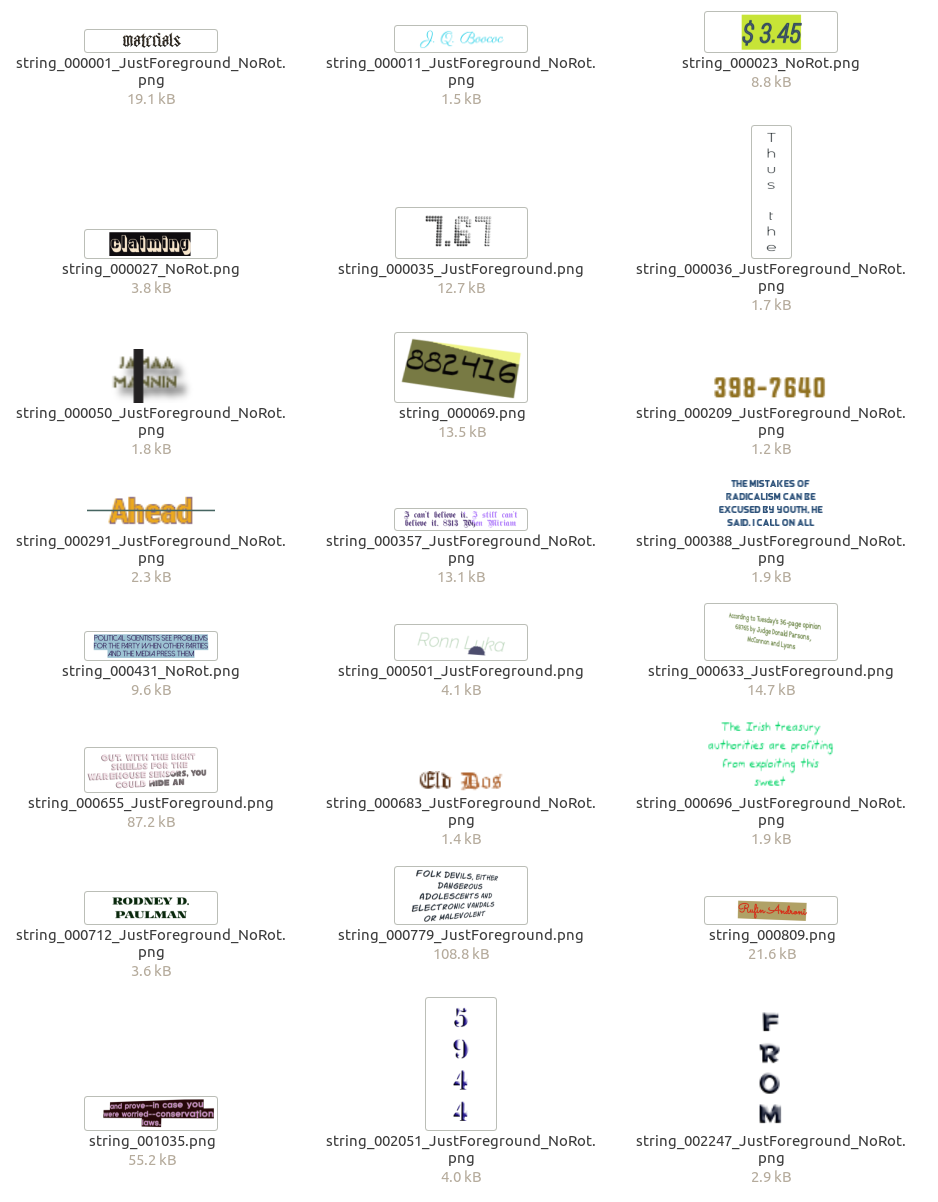 materials
J. Q. Bovcoc
$ 3.45
string_000001_JustForeground_NoRot.
png
19.1 kB
string_000011_JustForeground_NoRot.
png
1.5 kB
string_000023_NoRot.png
8.8 kB
claiming
7.67
T
h
u
s
t
h
e
string_000027_NoRot.png
3.8 kB
string_000035_JustForeground.png
12.7 kB
string_000036_JustForeground_NoRot.
png
1.7 kB
JAMAA
MANNIN
882416
398-7640
string_000050_JustForeground_NoRot.
png
1.8 kB
string_000069.png
13.5 kB
string_000209_JustForeground_NoRot.
png
1.2 kB
Ahead
I can't believe it. I still can't
believe it. 8313 When Miriam
THE MISTAKES OF
RADICALISM CAN BE
EXCUSED BY YOUTH, HE
SAID. I CALL ON ALL
string_000291_JustForeground_NoRot.
png
2.3 kB
string_000357_JustForeground_NoRot.
png
13.1 kB
string_000388_JustForeground_NoRot.
png
1.9 kB
POLITICAL SCIENTISTS SEE PROBLEMS
FOR THE PARTY WHEN OTHER PARTIES
AND THE MEDIA PRESS THEM
Ronn Luka
According to Tuesday's 36-page opinion
68765 by Judge Donald Parsons,
McConnon and Lyons
string_000431_NoRot.png
9.6 kB
string_000501_JustForeground.png
4.1 kB
string_000633_JustForeground.png
14.7 kB
OUT. WITH THE RIGHT
SHIELDS FOR THE
WAREHOUSE SENSORS, YOU
COULD HIDE AN
Eld Dos
The Irish treasury
authorities are profiting
from exploiting this
sweet
string_000655_JustForeground.png
87.2 kB
string_000683_JustForeground_NoRot.
png
1.4 kB
string_000696_JustForeground_NoRot.
png
1.9 kB
RODNEY D.
PAULMAN
FOLK DEVILS, EITHER
DANGEROUS
ADOLESCENTS AND
ELECTRONIC VANDALS
OR MALEVOLENT
Rufin Androni
string_000712_JustForeground_NoRot.
png
3.6 kB
string_000779_JustForeground.png
108.8 kB
string_000809.png
21.6 kB
and prove--in case you
were worried--conservation
laws.
5
9
4
4
F
R
O
M
string_001035.png
55.2 kB
string_002051_JustForeground_NoRot.
png
4.0 kB
string_002247_JustForeground_NoRot.
png
2.9 kB